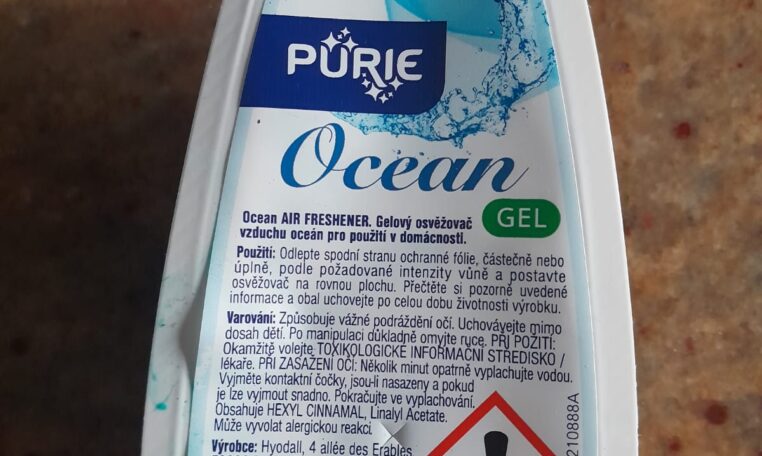 PURIE
Ocean
Ocean AIR FRESHENER. Gelový osvěžovač
vzduchu oceán pro použití v domácnosti.
GEL
Použití: Odlepte spodní stranu ochranné fólie, částečně nebo
úplně, podle požadované intenzity vůně a postavte
osvěžovač na rovnou plochu. Přečtěte si pozorně uvedené
informace a obal uchovejte po celou dobu životnosti výrobku.
Varování: Způsobuje vážné podráždění očí. Uchovávejte mimo
dosah dětí. Po manipulaci důkladně omyjte ruce. PŘI POZITÍ:
Okamžitě volejte TOXIKOLOGICKÉ INFORMAČNÍ STŘEDISKO /
lékaře. PŘI ZASAŽENÍ OČÍ: Několik minut opatrně vyplachujte vodou.
Vyjměte kontaktní čočky, jsou-li nasazeny a pokud
je lze vyjmout snadno. Pokračujte ve vyplachování.
Obsahuje HEXYL CINNAMAL, Linalyl Acetate.
Může vyvolat alergickou reakci.
Výrobce: Hyodall, 4 allée des Erables
210888A